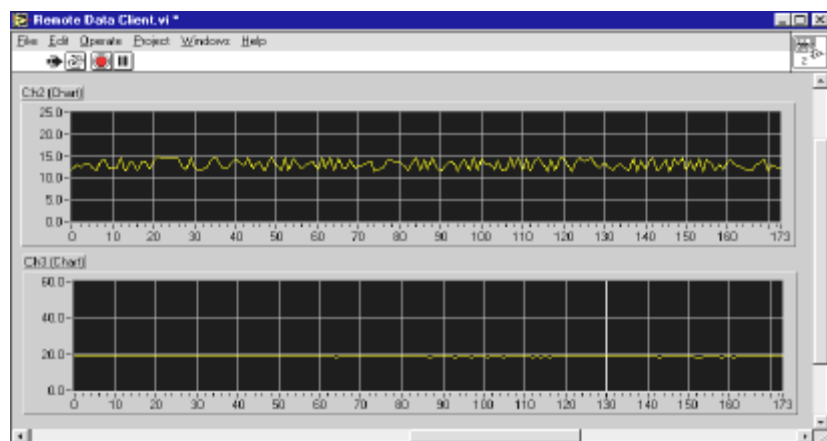 Remote Data Client.vi *
File Edit Operate Project Windows Help
2
Ch2 (Chart)
25.0
20.0
15.0
10.0
5.0
0.0
0 10 20 30 40 50 60 70 80 90 100 110 120 130 140 150 160 173
Ch3 (Chart)
60.0
40.0
20.0
0.0
0 10 20 30 40 50 60 70 80 90 100 110 120 130 140 150 160 173